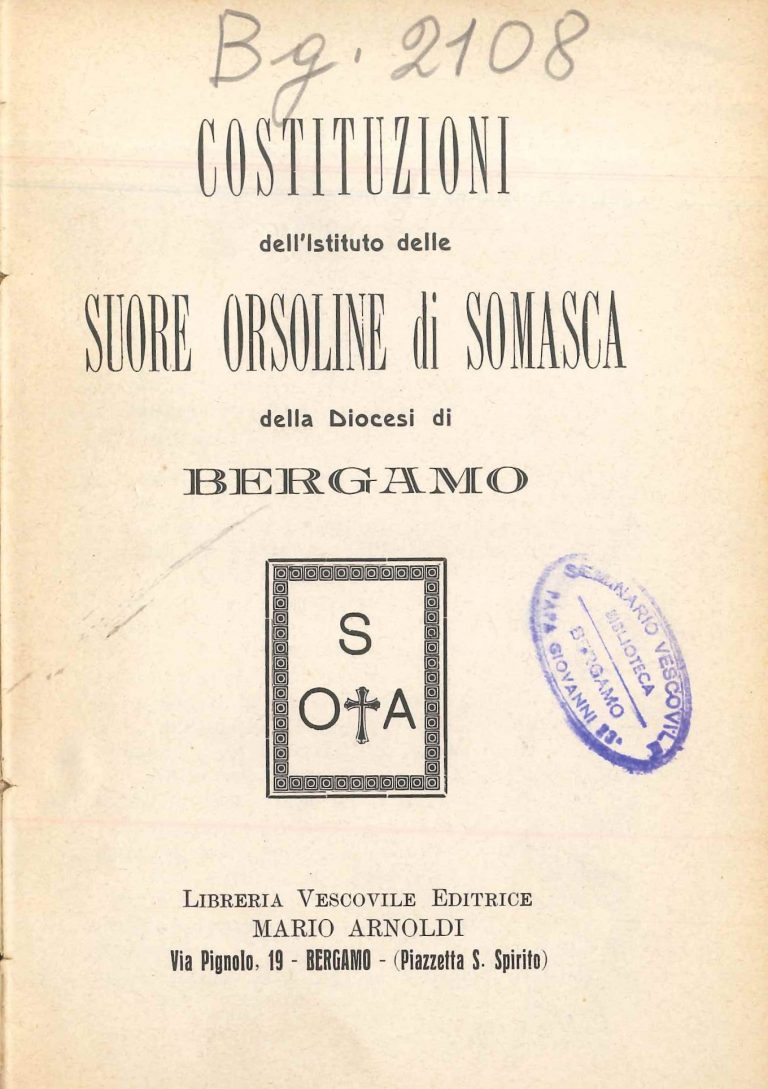 Bg. 2108
COSTITUZIONI
dell'Istituto delle
SUORE ORSOLINE di SOMASCA
della Diocesi di
BERGAMO
S
O A
SEMINARIO VESCOVILE
BIBLIOTECA
BERGAMO
PAPA GIOVANNI 23°
LIBRERIA VESCOVILE EDITRICE
MARIO ARNOLDI
Via Pignolo, 19 - BERGAMO - (Piazzetta S. Spirito)